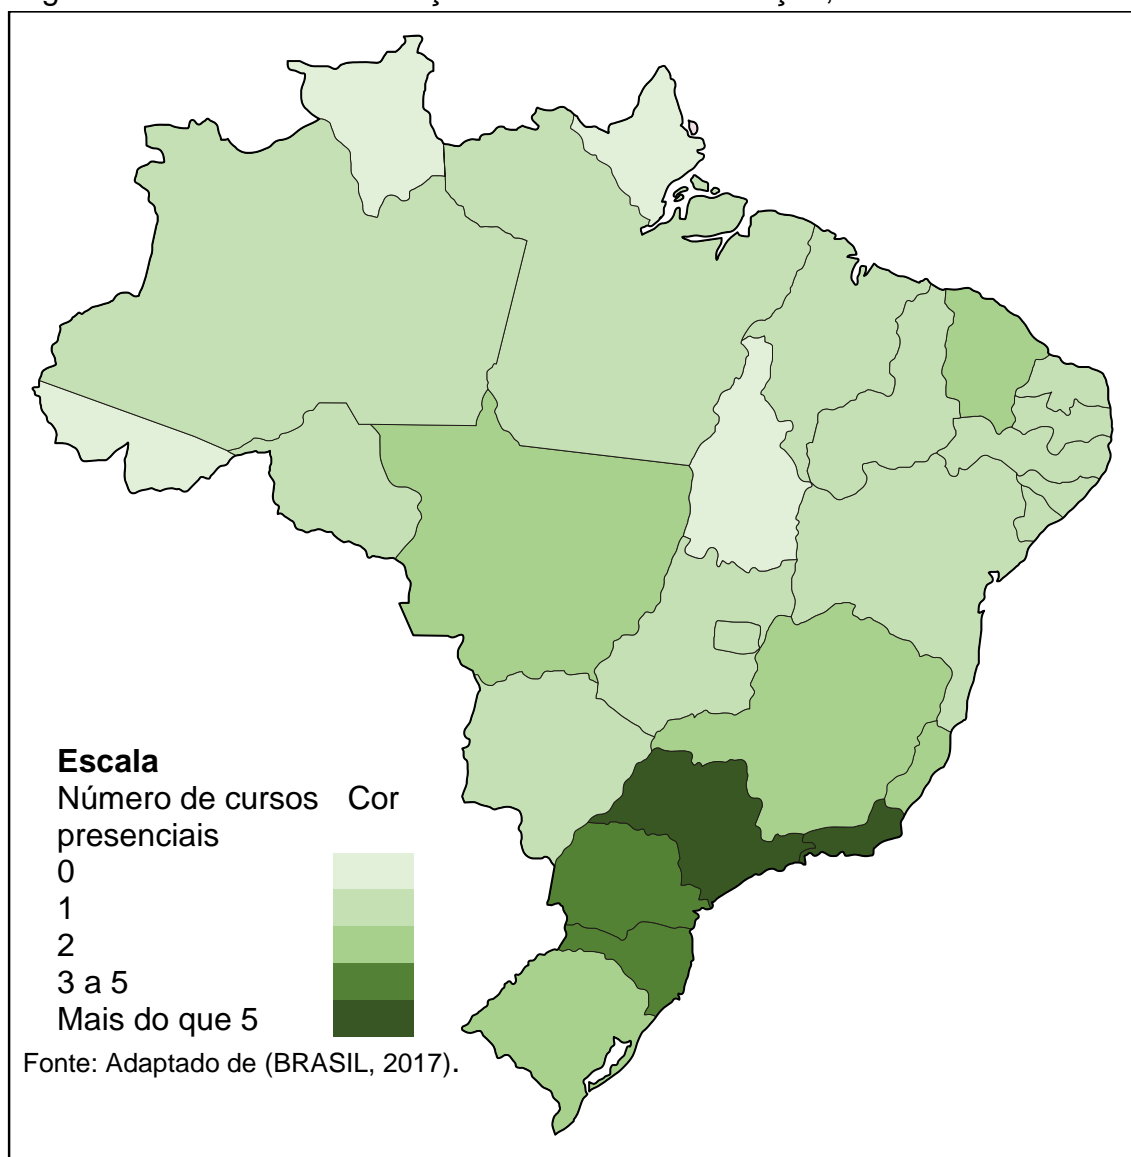 Escala
Número de cursos Cor
presenciais
0
1
2
3 a 5
Mais do que 5
Fonte: Adaptado de (BRASIL, 2017).